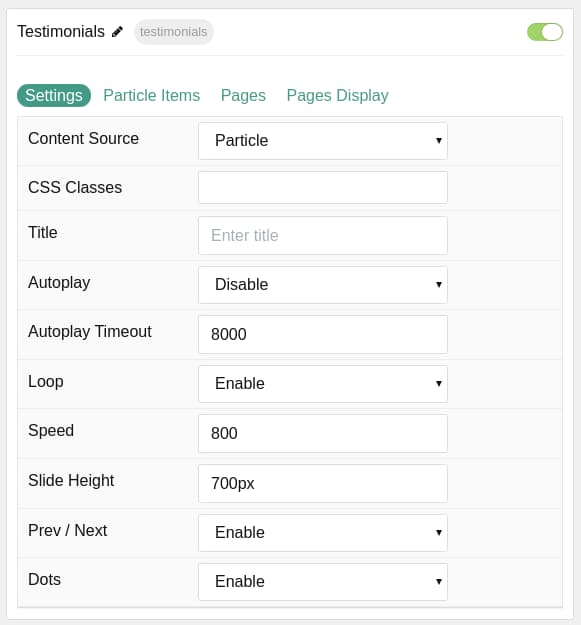 Testimonials testimonials
Settings Particle Items Pages Pages Display
Content Source Particle
CSS Classes
Title Enter title
Autoplay Disable
Autoplay Timeout 8000
Loop Enable
Speed 800
Slide Height 700px
Prev / Next Enable
Dots Enable